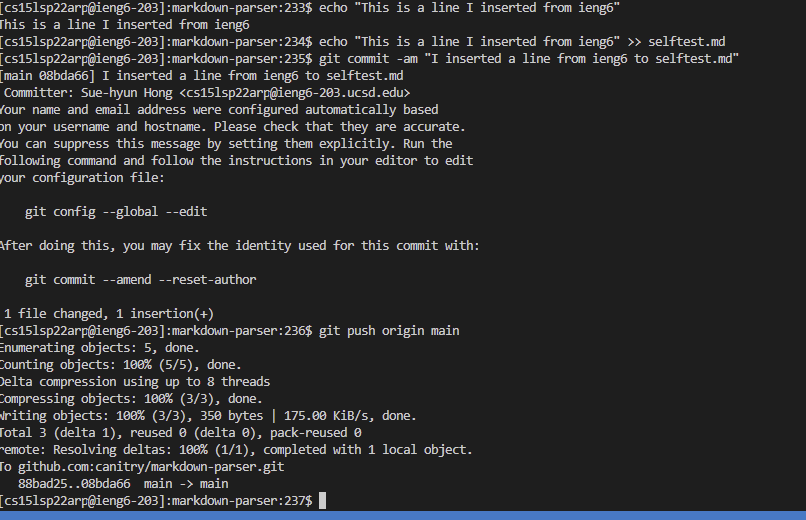 [cs15lsp22arp@ieng6-203]:markdown-parser:233$ echo "This is a line I inserted from ieng6"
This is a line I inserted from ieng6
[cs15lsp22arp@ieng6-203]:markdown-parser:234$ echo "This is a line I inserted from ieng6" >> selftest.md
[cs15lsp22arp@ieng6-203]:markdown-parser:235$ git commit -am "I inserted a line from ieng6 to selftest.md"
[main 08bda66] I inserted a line from ieng6 to selftest.md
 Committer: Sue-hyun Hong <cs15lsp22arp@ieng6-203.ucsd.edu>
Your name and email address were configured automatically based
on your username and hostname. Please check that they are accurate.
You can suppress this message by setting them explicitly. Run the
following command and follow the instructions in your editor to edit
your configuration file:

    git config --global --edit

After doing this, you may fix the identity used for this commit with:

    git commit --amend --reset-author

 1 file changed, 1 insertion(+)
[cs15lsp22arp@ieng6-203]:markdown-parser:236$ git push origin main
Enumerating objects: 5, done.
Counting objects: 100% (5/5), done.
Delta compression using up to 8 threads
Compressing objects: 100% (3/3), done.
Writing objects: 100% (3/3), 350 bytes | 175.00 KiB/s, done.
Total 3 (delta 1), reused 0 (delta 0), pack-reused 0
remote: Resolving deltas: 100% (1/1), completed with 1 local object.
To github.com:canitry/markdown-parser.git
   88bad25..08bda66  main -> main
[cs15lsp22arp@ieng6-203]:markdown-parser:237$